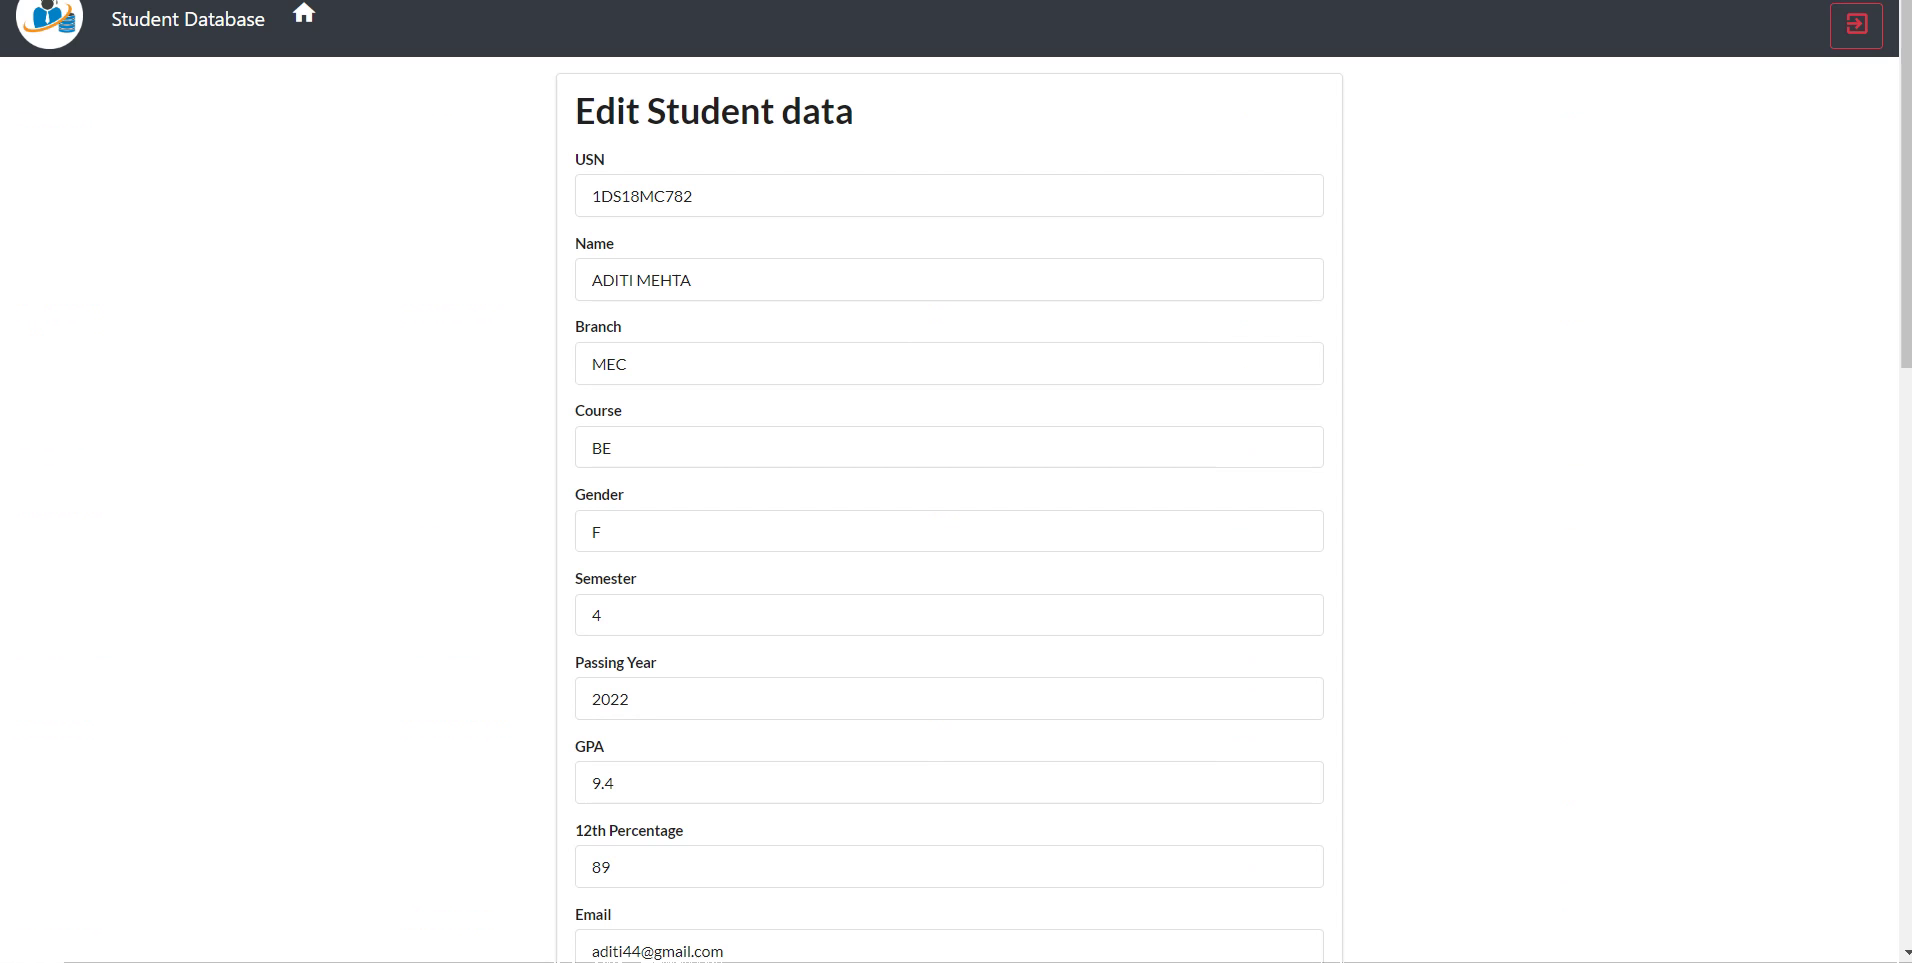 Student Database
Edit Student data
USN
1DS18MC782
Name
ADITI MEHTA
Branch
MEC
Course
BE
Gender
F
Semester
4
Passing Year
2022
GPA
9.4
12th Percentage
89
Email
aditi44@gmail.com